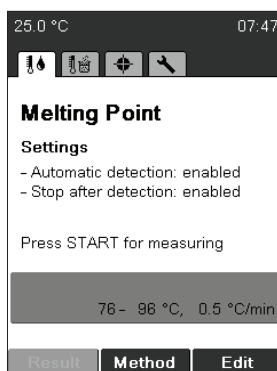 25.0 °C 07:47
Melting Point
Settings
- Automatic detection: enabled
- Stop after detection: enabled
Press START for measuring
76 - 96 °C, 0.5 °C/min
Result Method Edit